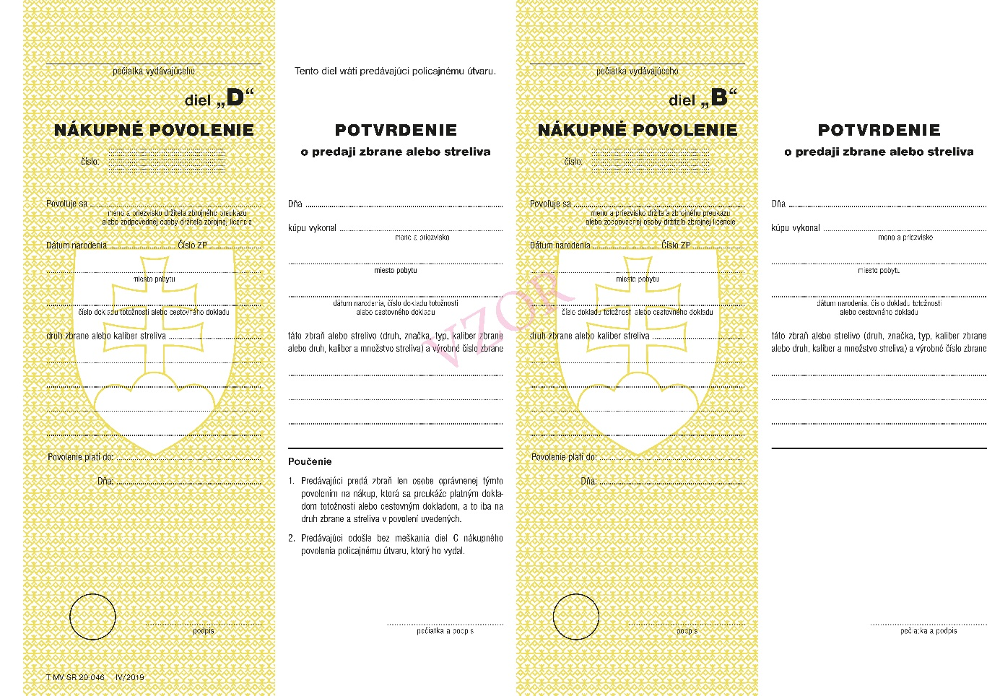 pečiatka vydávajúceho
diel „D“
NÁKUPNÉ POVOLENIE
číslo:
Povoľuje sa
meno a priezvisko držiteľa zbrojného preukazu
alebo zodpovednej osoby držiteľa zbrojnej licencie
Dátum narodenia Číslo ZP
miesto pobytu
číslo dokladu totožnosti alebo cestovného dokladu
druh zbrane alebo kaliber streliva
Povolenie platí do:
Dňa:
podpis
T MV SR 20 046 IV/2019
Tento diel vráti predávajúci policajnému útvaru.
POTVRDENIE
o predaji zbrane alebo streliva
Dňa
kúpu vykonal
meno a priezvisko
miesto pobytu
dátum narodenia, číslo dokladu totožnosti
alebo cestovného dokladu
táto zbraň alebo strelivo (druh, značka, typ, kaliber zbrane
alebo druh, kaliber a množstvo streliva) a výrobné číslo zbrane
Poučenie
1. Predávajúci predá zbraň len osobe oprávnenej týmto
povolením na nákup, ktorá sa preukáže platným dokla-
dom totožnosti alebo cestovným dokladom, a to iba na
druh zbrane a streliva v povolení uvedených.
2. Predávajúci odošle bez meškania diel C nákupného
povolenia policajnému útvaru, ktorý ho vydal.
pečiatka a podpis
VZOR
pečiatka vydávajúceho
diel „B“
NÁKUPNÉ POVOLENIE
číslo:
Povoľuje sa
meno a priezvisko držiteľa zbrojného preukazu
alebo zodpovednej osoby držiteľa zbrojnej licencie
Dátum narodenia Číslo ZP
miesto pobytu
číslo dokladu totožnosti alebo cestovného dokladu
druh zbrane alebo kaliber streliva
Povolenie platí do:
Dňa:
podpis
POTVRDENIE
o predaji zbrane alebo streliva
Dňa
kúpu vykonal
meno a priezvisko
miesto pobytu
dátum narodenia, číslo dokladu totožnosti
alebo cestovného dokladu
táto zbraň alebo strelivo (druh, značka, typ, kaliber zbrane
alebo druh, kaliber a množstvo streliva) a výrobné číslo zbrane
pečiatka a podpis